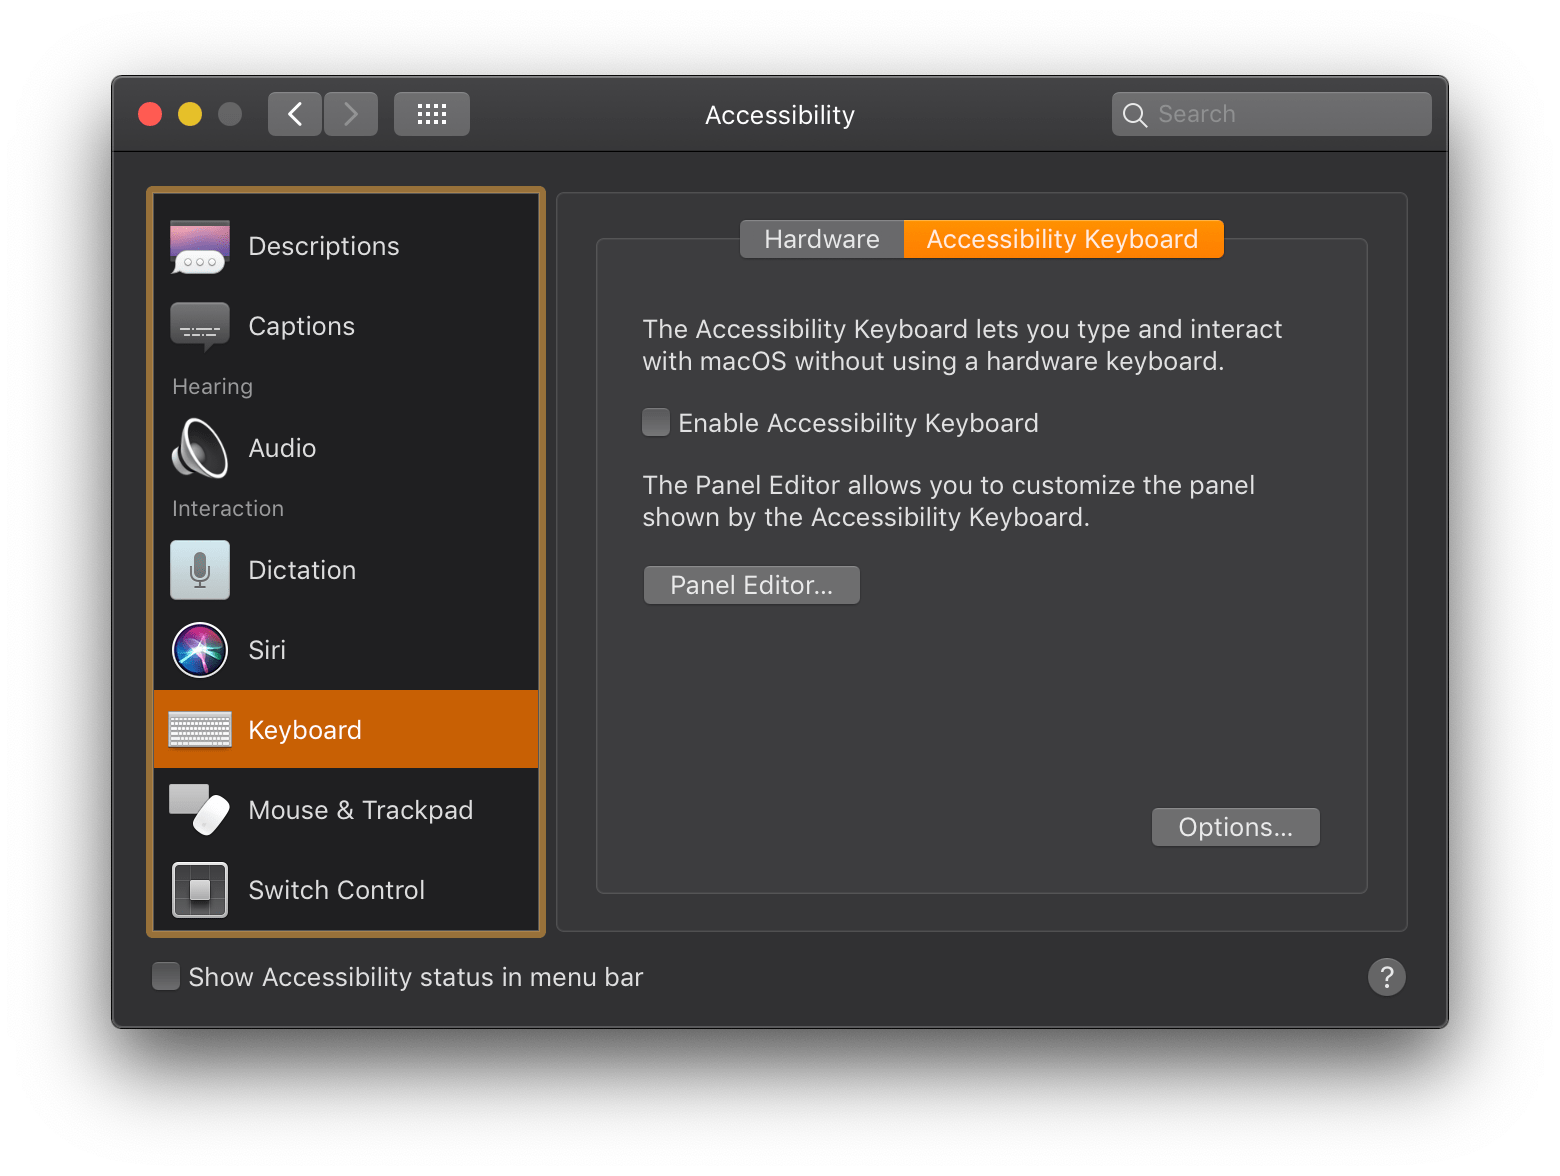 Accessibility
Search
Descriptions
Captions
Hearing
Audio
Interaction
Dictation
Siri
Keyboard
Mouse & Trackpad
Switch Control
Hardware
Accessibility Keyboard
The Accessibility Keyboard lets you type and interact
with macOS without using a hardware keyboard.
Enable Accessibility Keyboard
The Panel Editor allows you to customize the panel
shown by the Accessibility Keyboard.
Panel Editor...
Options...
Show Accessibility status in menu bar
?